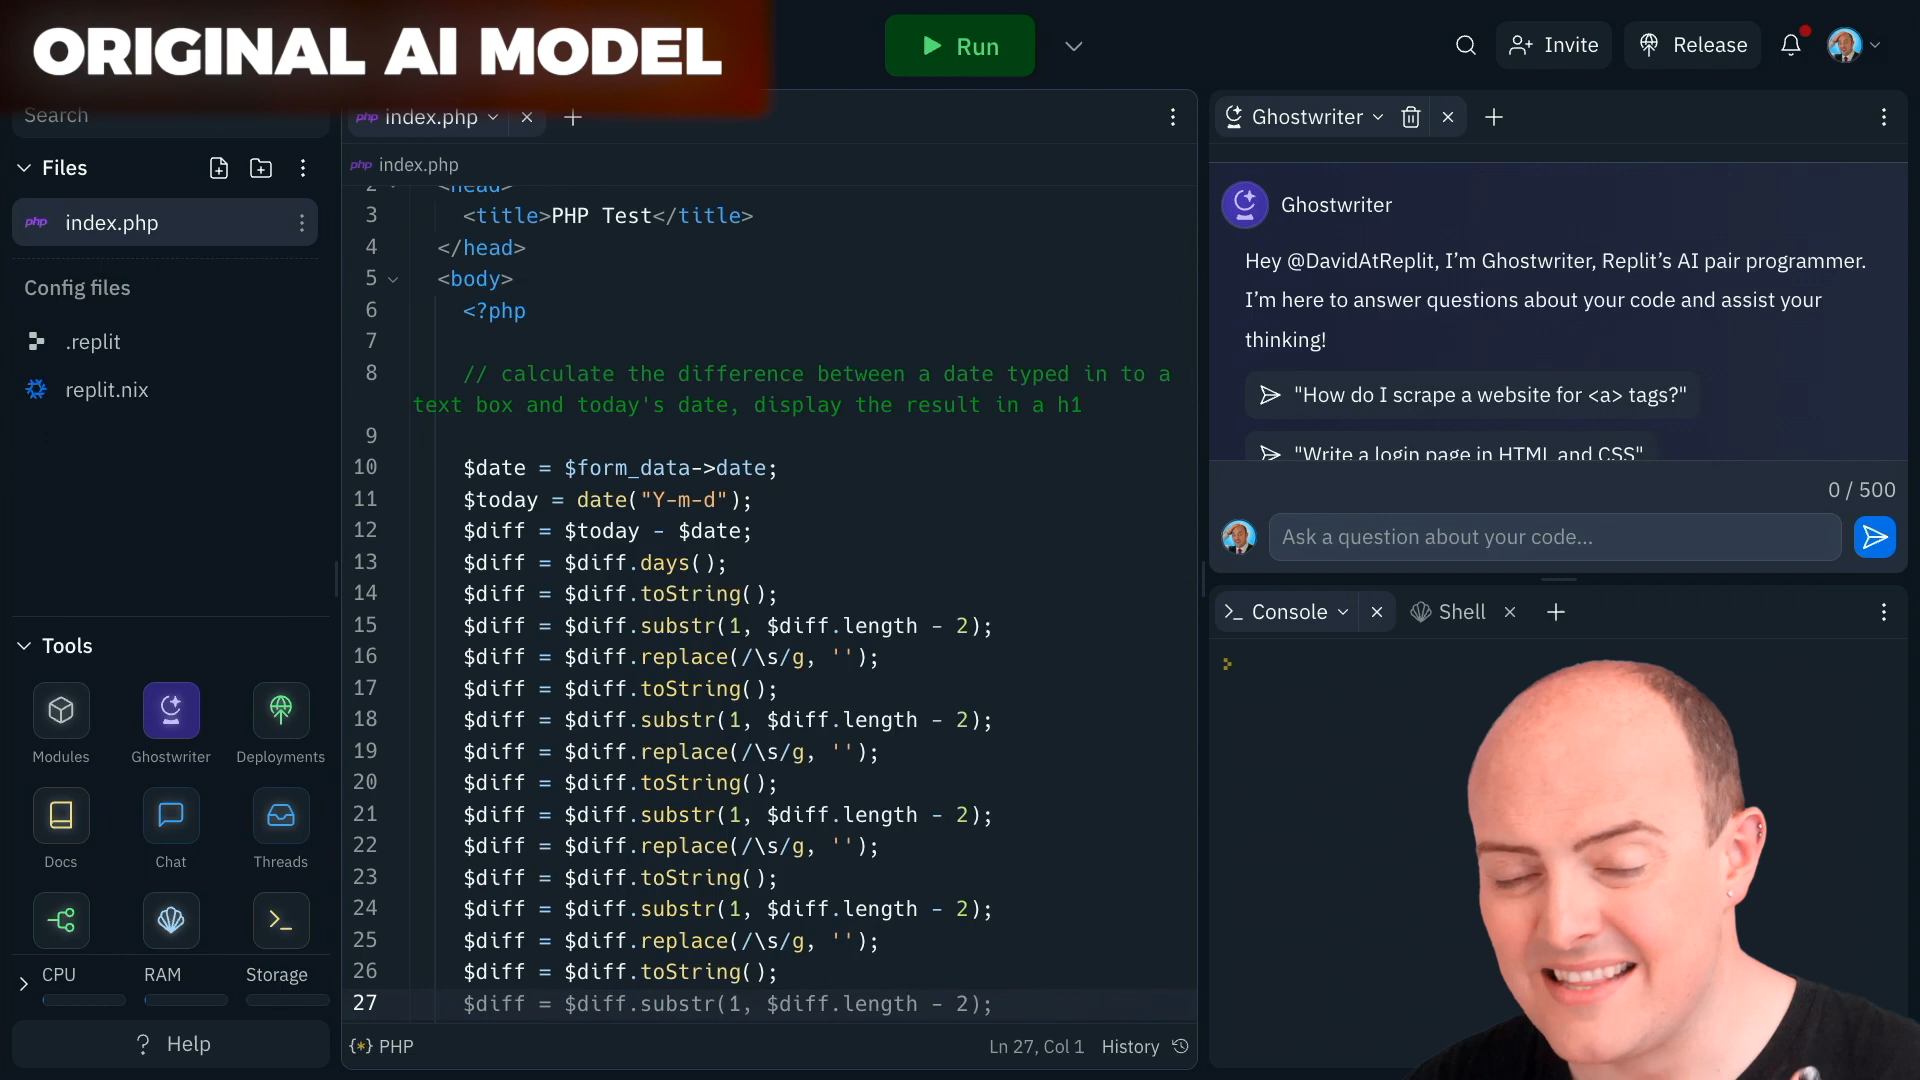 ORIGINAL AI MODEL
Run
Invite
Release
Search
Files
php index.php
Config files
.replit
replit.nix
Tools
Modules
Ghostwriter
Deployments
Docs
Chat
Threads
CPU
RAM
Storage
? Help
php index.php
php index.php
2 <head>
3 <title>PHP Test</title>
4 </head>
5 <body>
6 <?php
7
8 // calculate the difference between a date typed in to a
text box and today's date, display the result in a h1
9
10 $date = $form_data->date;
11 $today = date("Y-m-d");
12 $diff = $today - $date;
13 $diff = $diff.days();
14 $diff = $diff.toString();
15 $diff = $diff.substr(1, $diff.length - 2);
16 $diff = $diff.replace(/\s/g, '');
17 $diff = $diff.toString();
18 $diff = $diff.substr(1, $diff.length - 2);
19 $diff = $diff.replace(/\s/g, '');
20 $diff = $diff.toString();
21 $diff = $diff.substr(1, $diff.length - 2);
22 $diff = $diff.replace(/\s/g, '');
23 $diff = $diff.toString();
24 $diff = $diff.substr(1, $diff.length - 2);
25 $diff = $diff.replace(/\s/g, '');
26 $diff = $diff.toString();
27 $diff = $diff.substr(1, $diff.length - 2);
{*} PHP
Ln 27, Col 1
History
Ghostwriter
Ghostwriter
Hey @DavidAtReplit, I’m Ghostwriter, Replit’s AI pair programmer.
I’m here to answer questions about your code and assist your
thinking!
"How do I scrape a website for <a> tags?"
"Write a login page in HTML and CSS"
0 / 500
Ask a question about your code...
Console
Shell